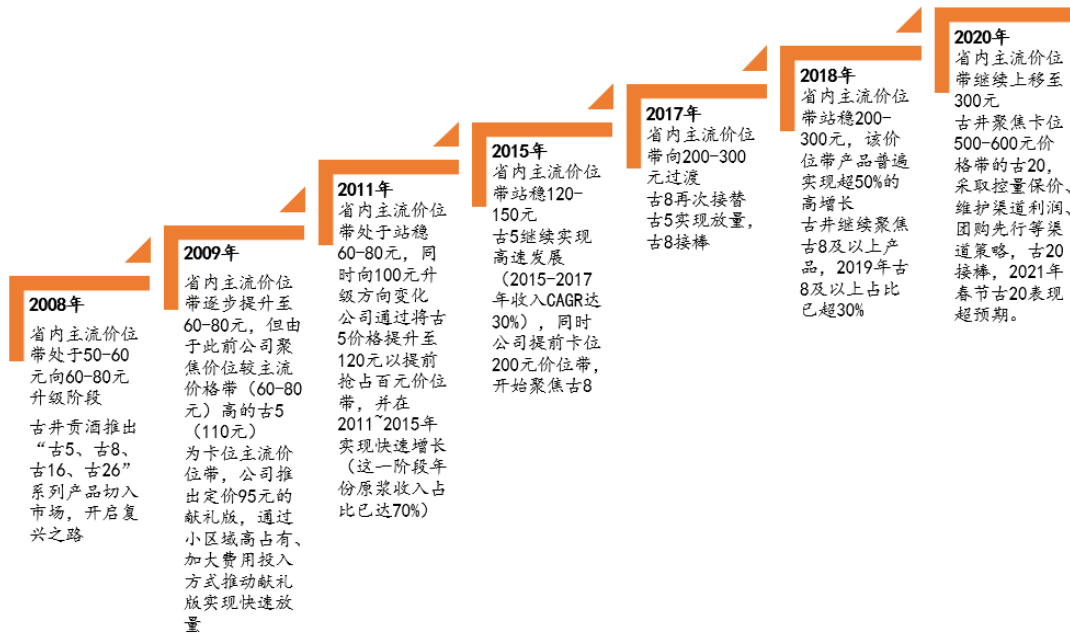 2008年
省内主流价位
带处于50-60
元向60-80元
升级阶段
古井贡酒推出
“古5、古8、
古16、古26”
系列产品切入
市场，开启复
兴之路
2009年
省内主流价位
带逐步提升至
60-80元，但由
于此前公司聚
焦价位较主流
价格带（60-80
元）高的古5
（110元）
为卡位主流价
位带，公司推
出定价95元的
献礼版，通过
小区域高占有、
加大费用投入
方式推动献礼
版实现快速放
量
2011年
省内主流价位
带处于站稳
60-80元，同
时向100元升
级方向变化
公司通过将古
5价格提升至
120元以提前
抢占百元价位
带，并在
2011~2015年
实现快速增长
（这一阶段年
份原浆收入占
比已达70%）
2015年
省内主流价位
带站稳120-
150元
古5继续实现
高速发展
（2015-2017
年收入CAGR达
30%），同时
公司提前卡位
200元价位带，
开始聚焦古8
2017年
省内主流价位
带向200-300
元过渡
古8再次接替
古5实现放量，
古8接棒
2018年
省内主流价位
带站稳200-
300元，该价
位带产品普遍
实现超50%的
高增长
古井继续聚焦
古8及以上产
品，2019年古
8及以上占比
已超30%
2020年
省内主流价位
带继续上移至
300元
古井聚焦卡位
500-600元价
格带的古20，
采取控量保价、
维护渠道利润、
团购先行等渠
道策略，古20
接棒，2021年
春节古20表现
超预期。